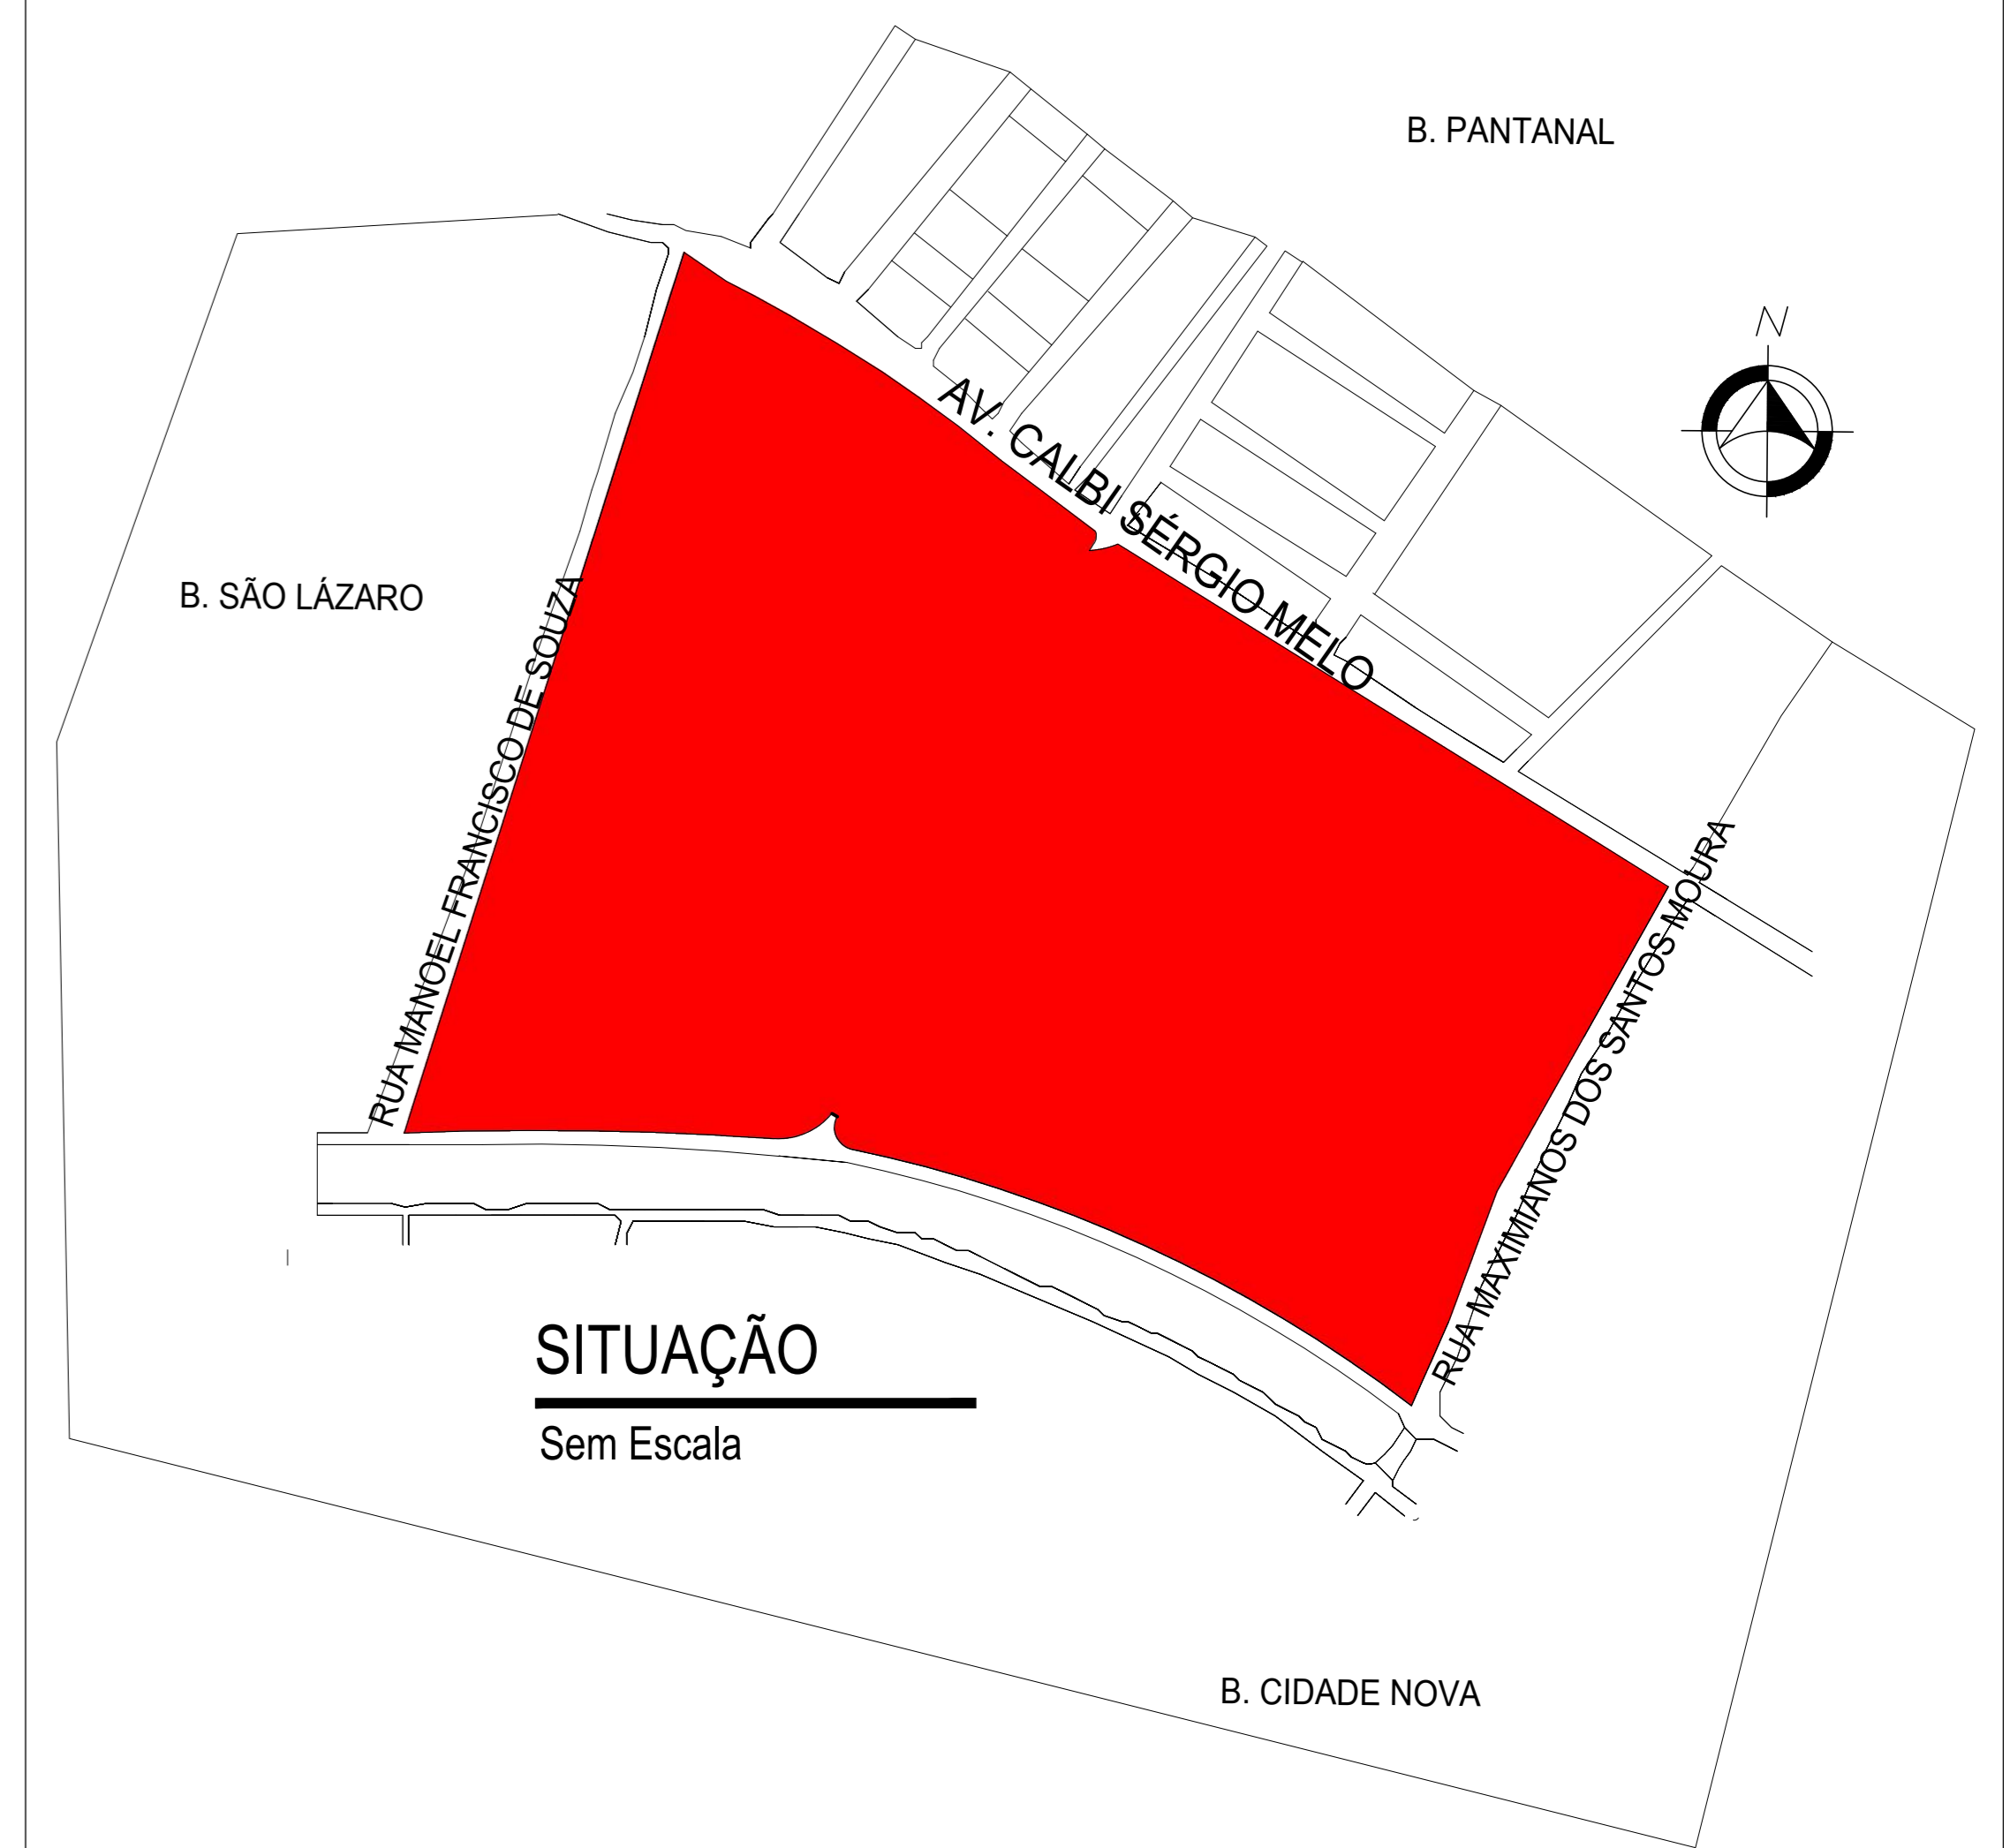 B. PANTANAL
N
AV. CALBI SÉRGIO MELO
B. SÃO LÁZARO
RUA MANOEL FRANCISCO DE SOUZA
RUA MAXIMIANOS DOS SANTOS MOURA
SITUAÇÃO
Sem Escala
B. CIDADE NOVA